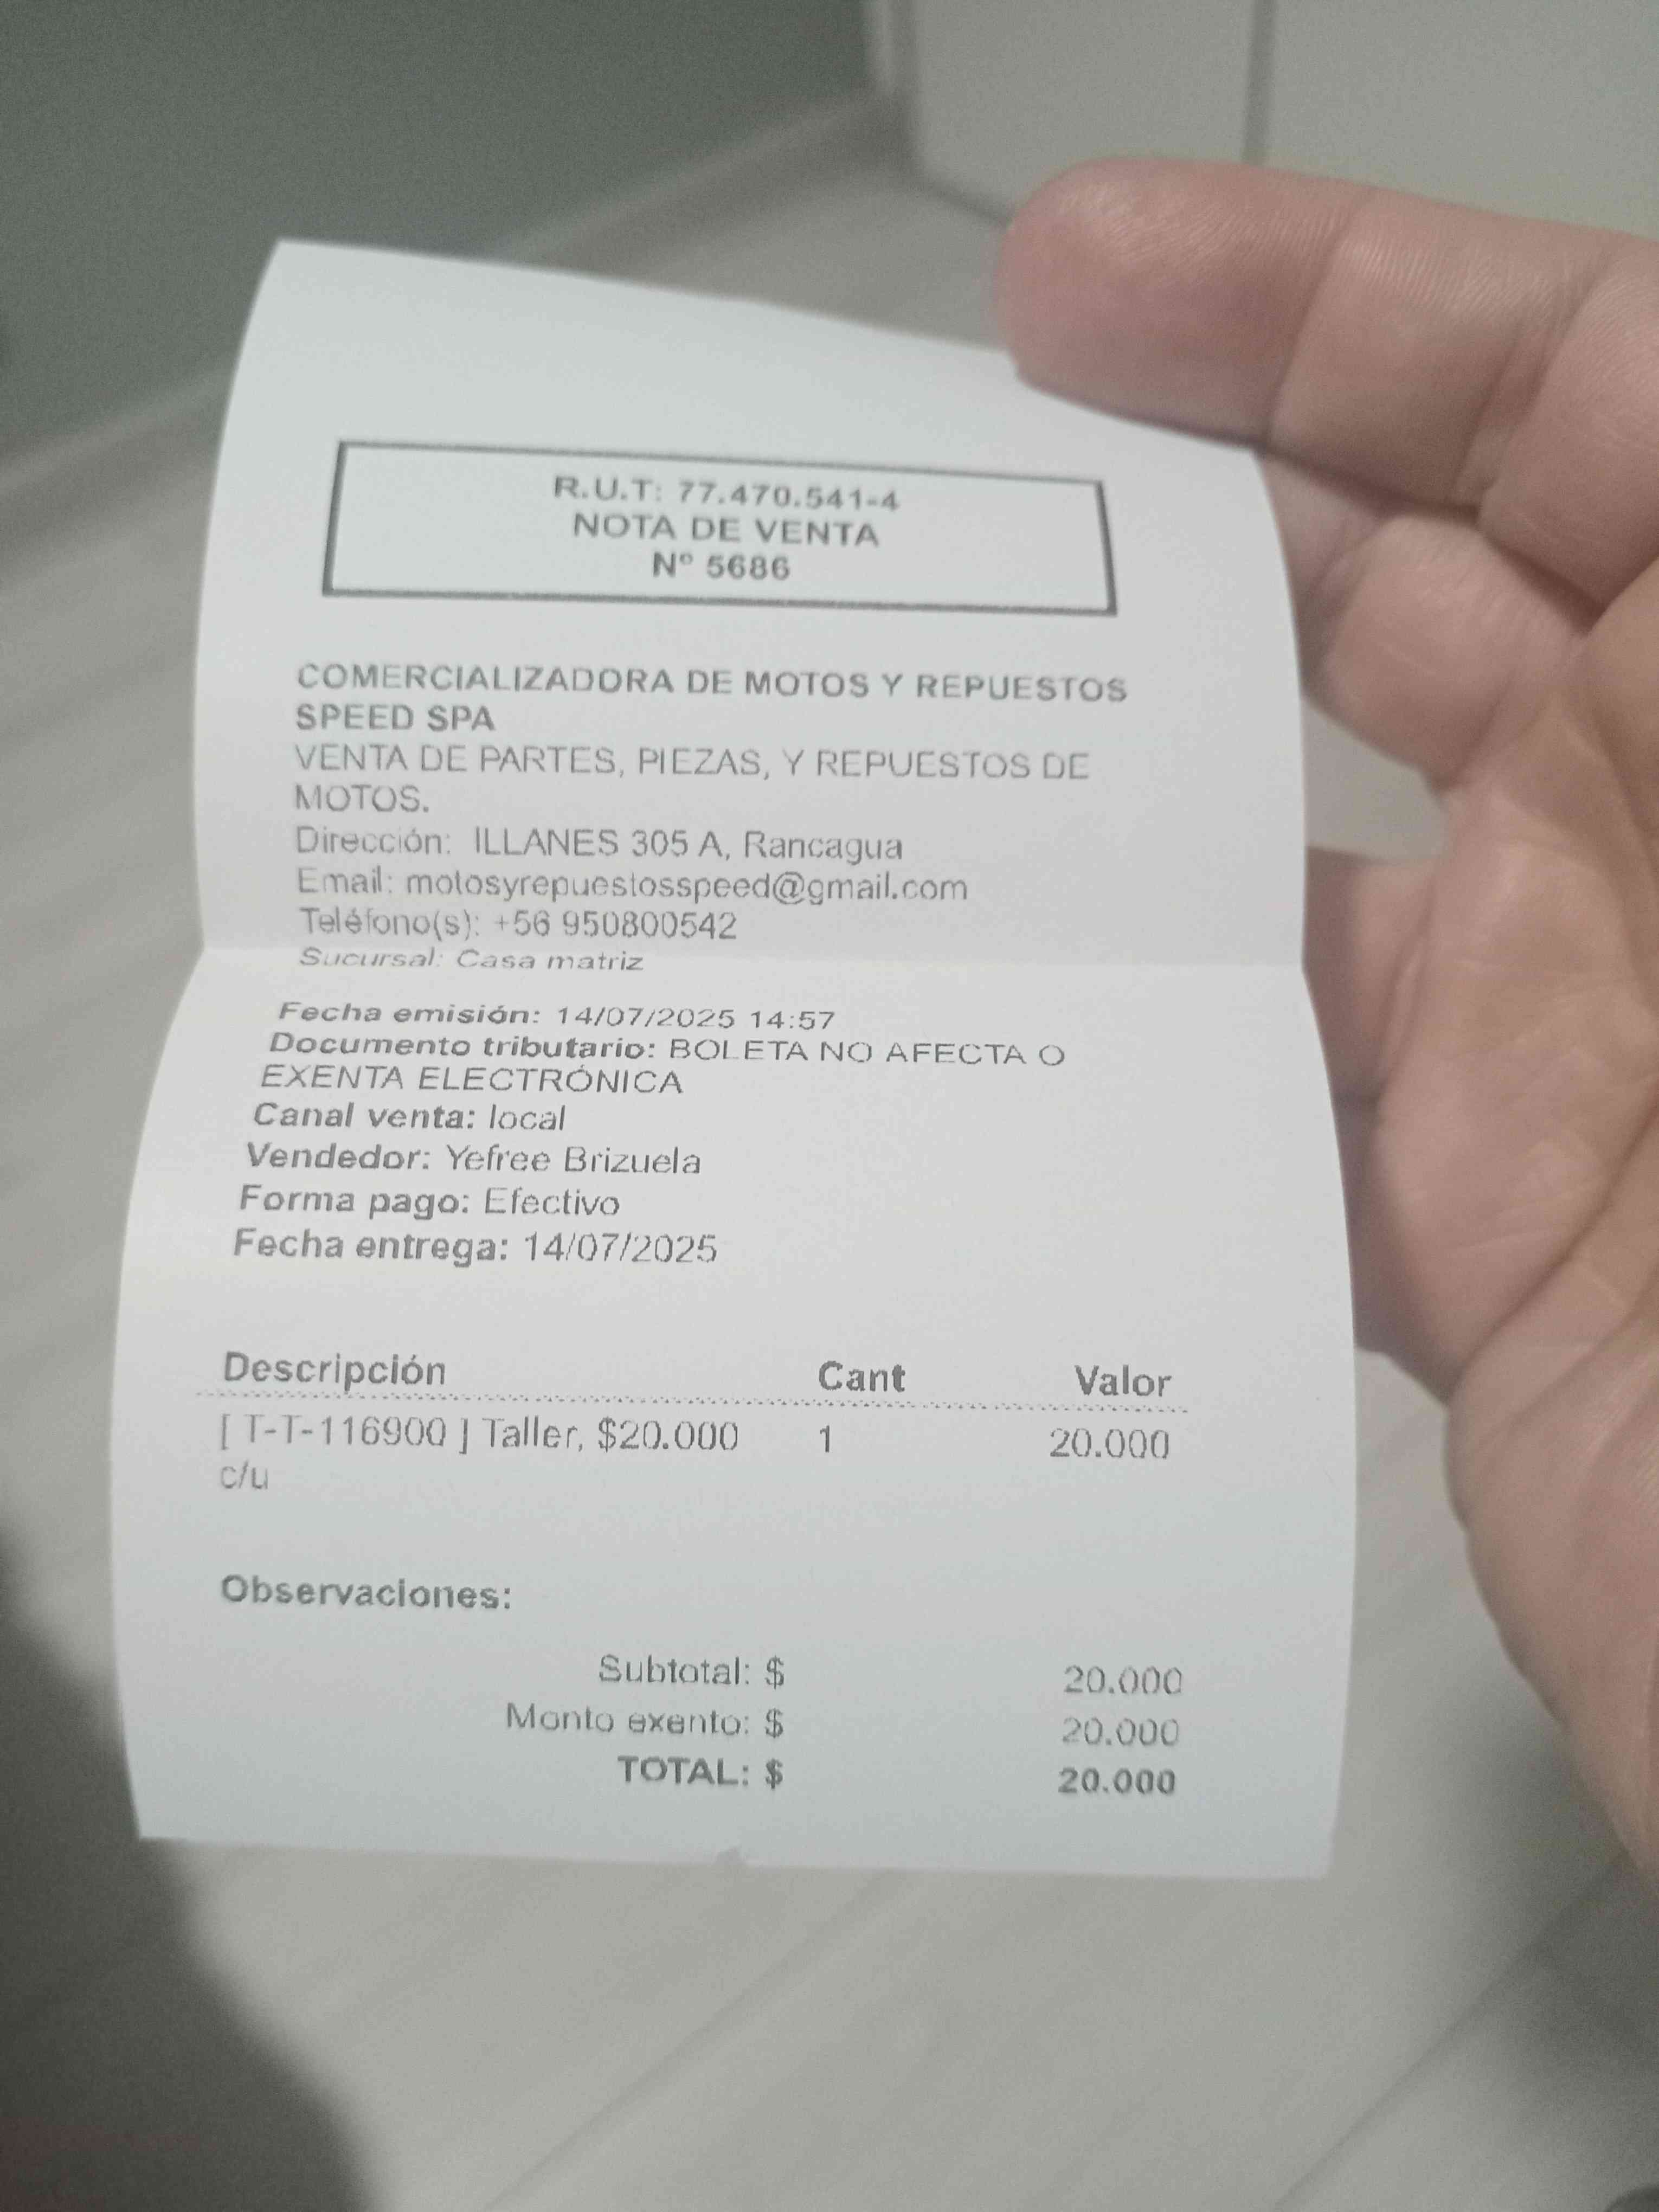 R.U.T: 77.470.541-4
NOTA DE VENTA
Nº 5686
COMERCIALIZADORA DE MOTOS Y REPUESTOS
SPEED SPA
VENTA DE PARTES, PIEZAS, Y REPUESTOS DE
MOTOS.
Dirección: ILLANES 305 A, Rancagua
Email: motosyrepuestosspeed@gmail.com
Teléfono(s): +56 950800542
Sucursal: Casa matriz
Fecha emisión: 14/07/2025 14:57
Documento tributario: BOLETA NO AFECTA O
EXENTA ELECTRÓNICA
Canal venta: local
Vendedor: Yefree Brizuela
Forma pago: Efectivo
Fecha entrega: 14/07/2025
Descripción Cant Valor
[ T-T-116900 ] Taller, $20.000 1 20.000
c/u
Observaciones:
Subtotal: $ 20.000
Monto exento: $ 20.000
TOTAL: $ 20.000